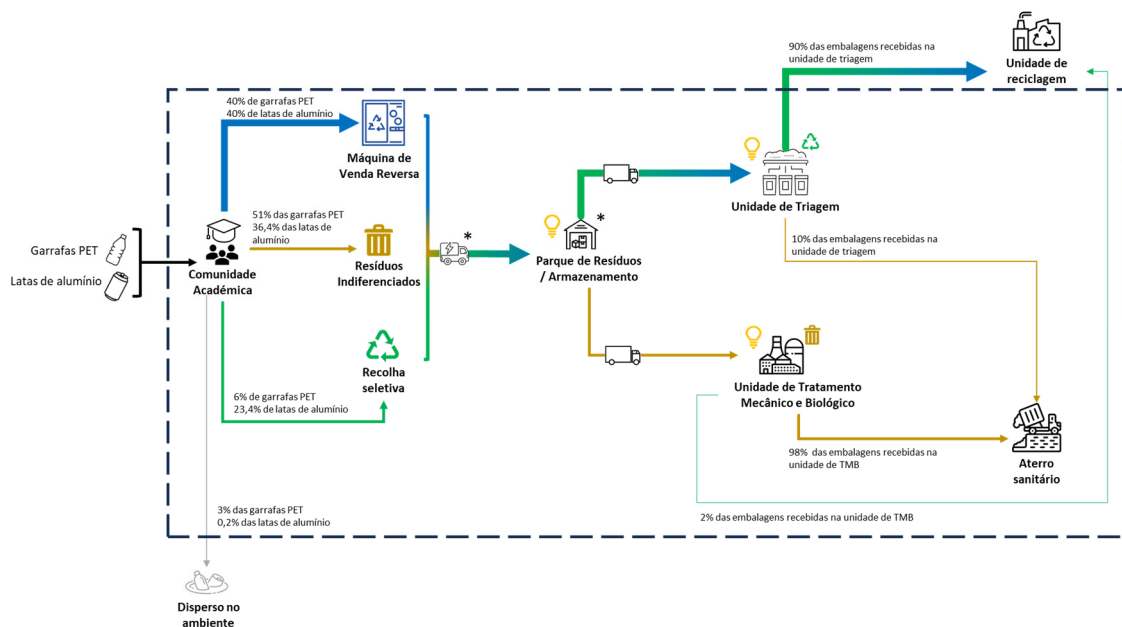 90% das embalagens recebidas na
unidade de triagem
Unidade de
reciclagem
40% de garrafas PET
40% de latas de alumínio
Máquina de
Venda Reversa
51% das garrafas PET
36,4% das latas de
alumínio
Resíduos
Indiferenciados
Garrafas PET
Latas de alumínio
Comunidade
Académica
*
*
Parque de Resíduos
/ Armazenamento
Unidade de Triagem
10% das embalagens recebidas na
unidade de triagem
Recolha
seletiva
6% de garrafas PET
23,4% de latas de alumínio
Unidade de Tratamento
Mecânico e Biológico
98% das embalagens recebidas na
unidade de TMB
Aterro
sanitário
3% das garrafas PET
0,2% das latas de alumínio
2% das embalagens recebidas na unidade de TMB
Disperso no
ambiente